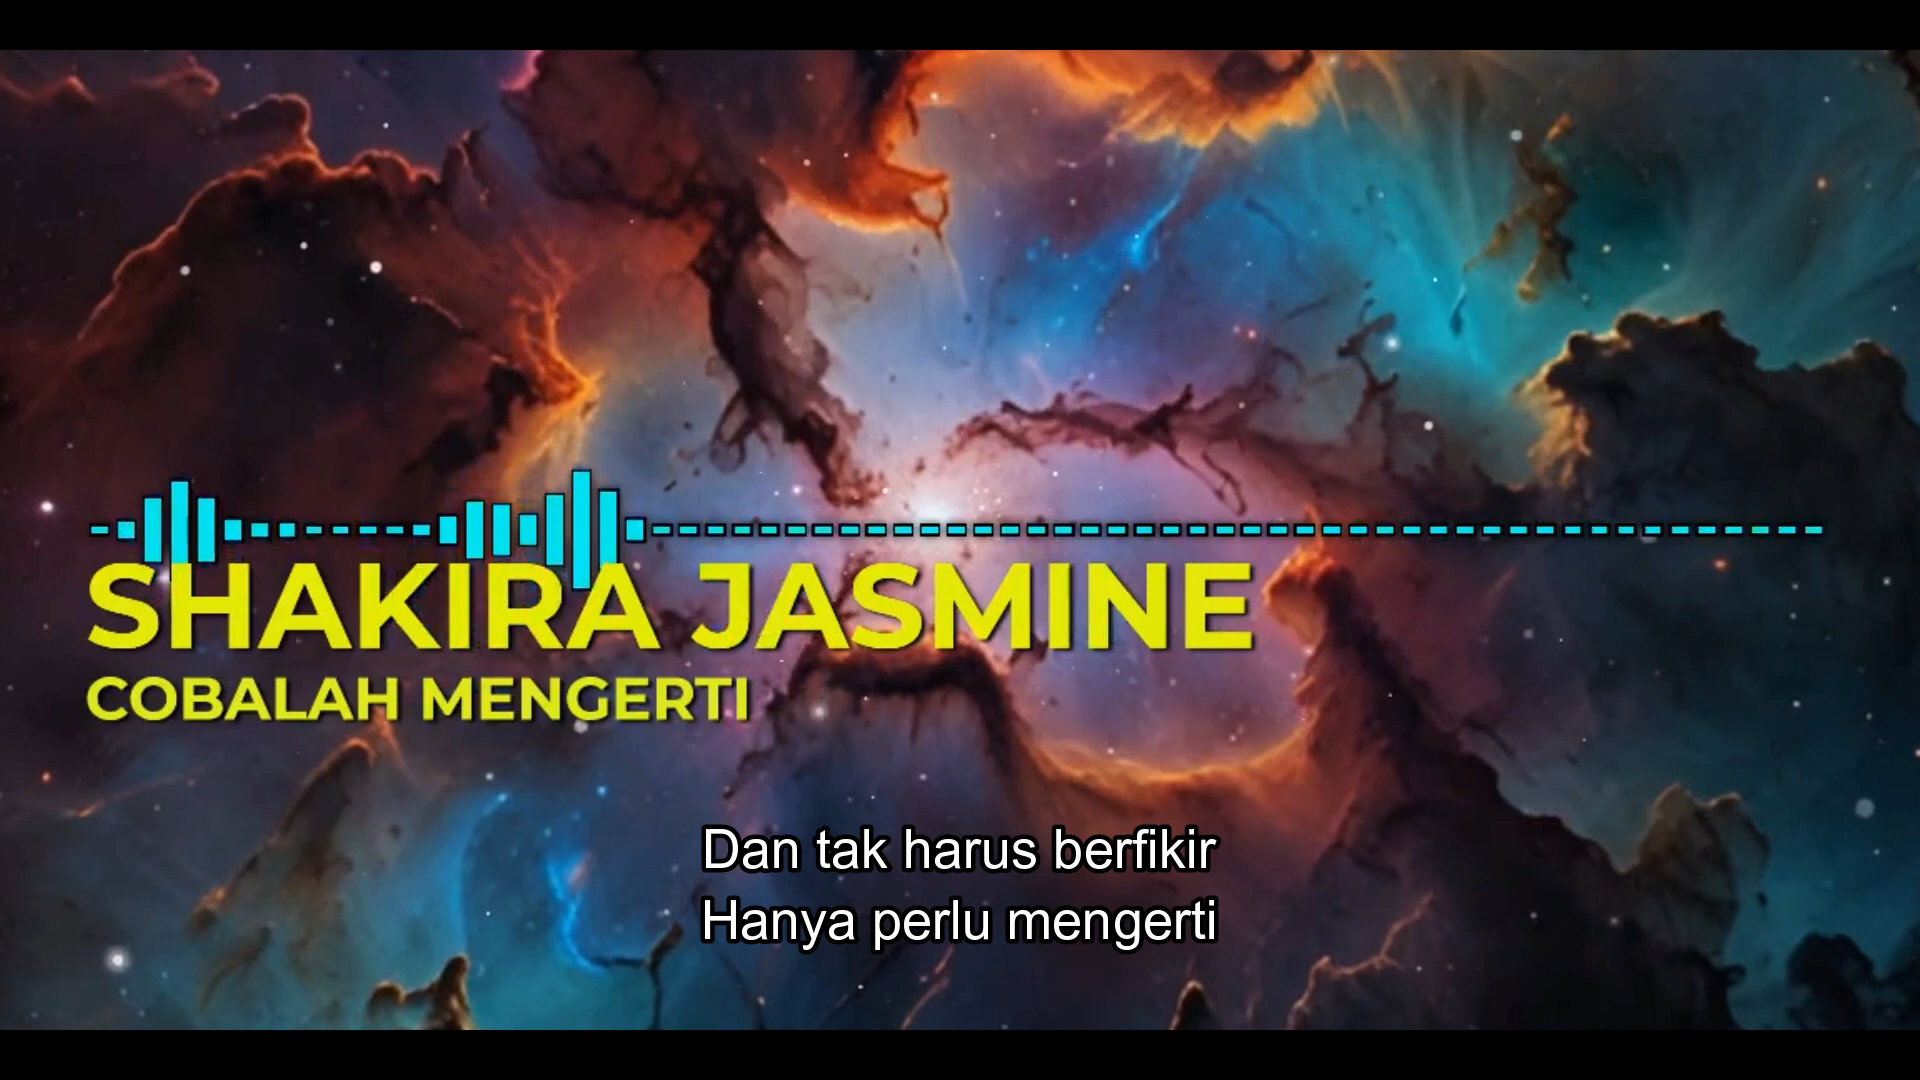 SHAKIRA JASMINE
COBALAH MENGERTI
Dan tak harus berfikir
Hanya perlu mengerti